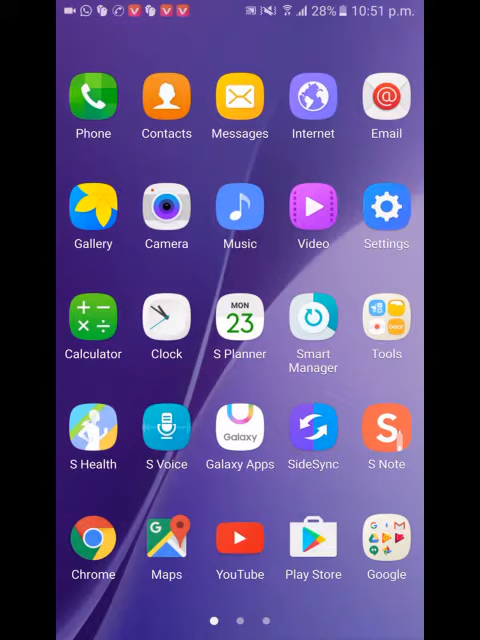 28% 10:51 p.m.
Phone Contacts Messages Internet Email
Gallery Camera Music Video Settings
MON
23
Calculator Clock S Planner Smart Manager Tools
Galaxy
S Health S Voice Galaxy Apps SideSync S Note
Chrome Maps YouTube Play Store Google